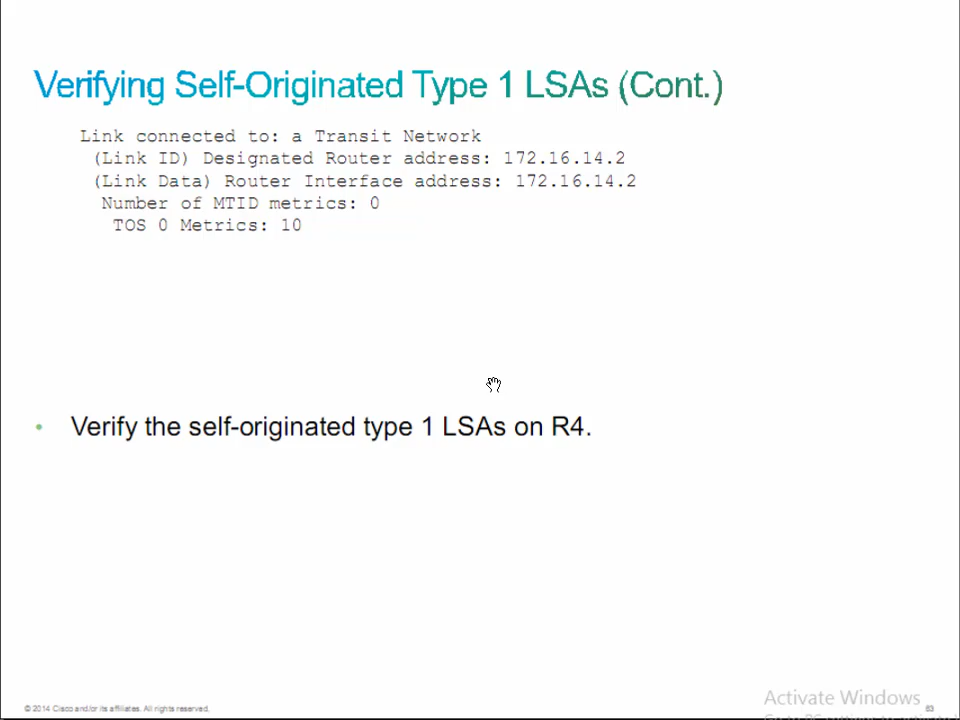 Verifying Self-Originated Type 1 LSAs (Cont.)
Link connected to: a Transit Network
(Link ID) Designated Router address: 172.16.14.2
(Link Data) Router Interface address: 172.16.14.2
Number of MTID metrics: 0
TOS 0 Metrics: 10
• Verify the self-originated type 1 LSAs on R4.
Activate Windows
© 2014 Cisco and/or its affiliates. All rights reserved.